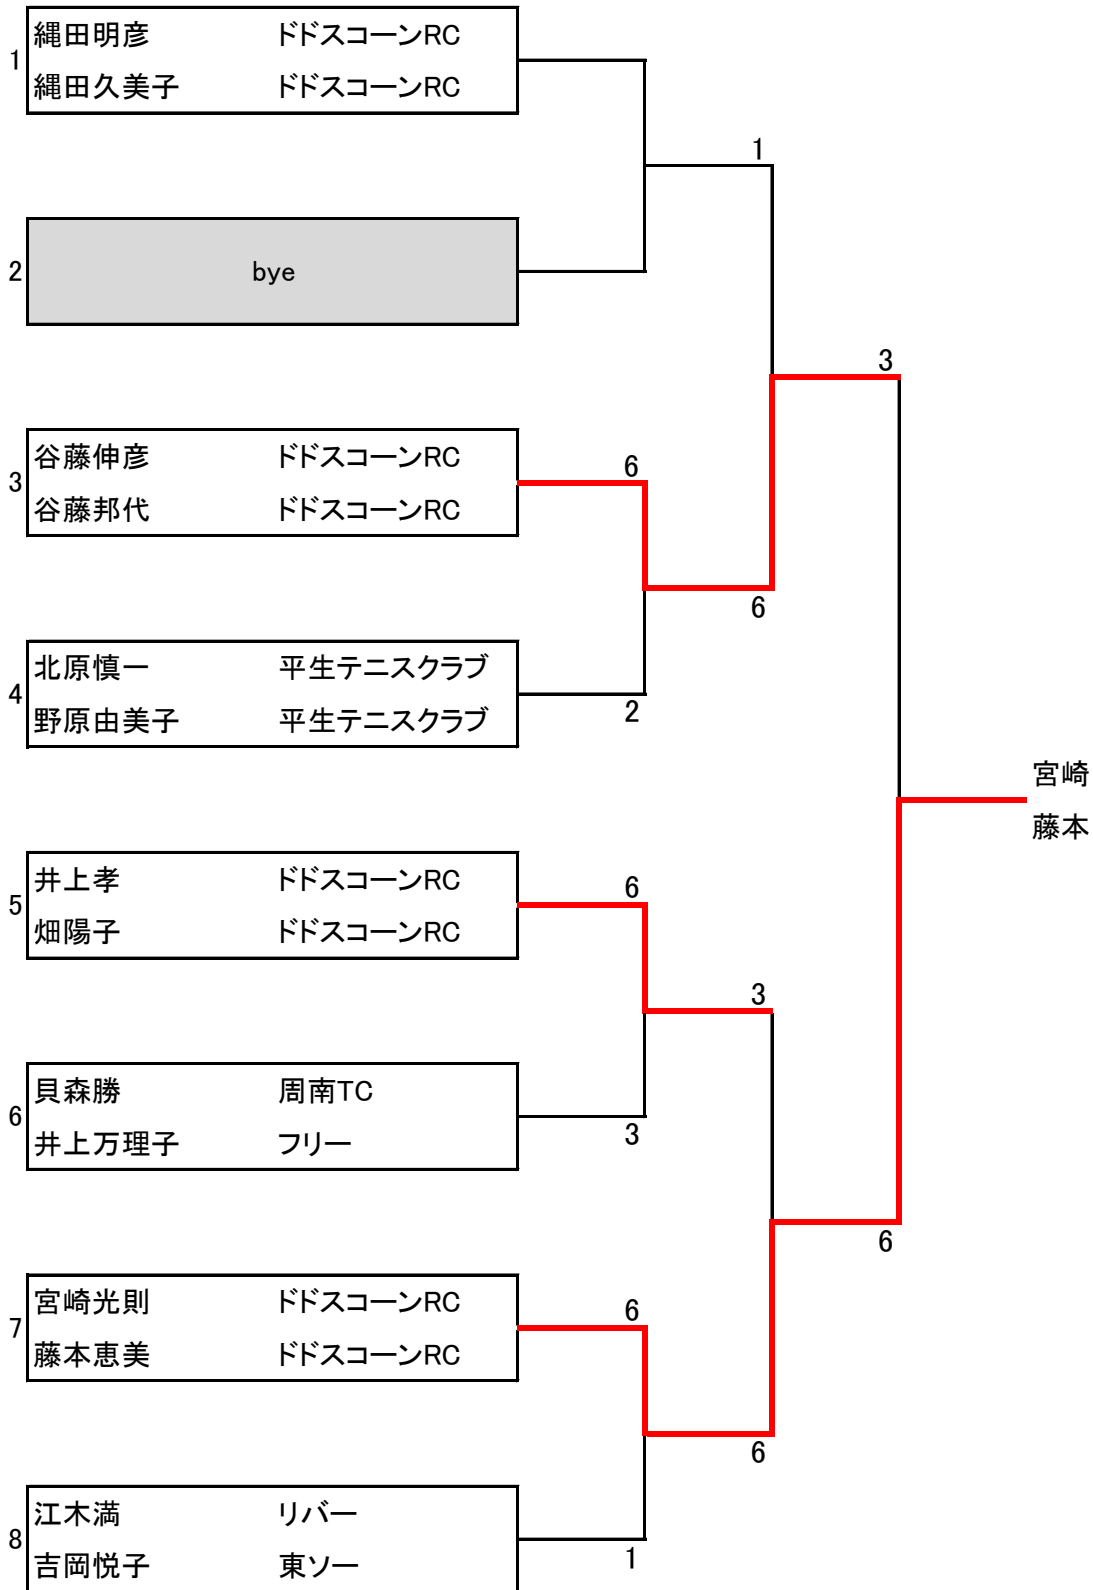 縄田明彦 ドドスコーンRC
1
縄田久美子 ドドスコーンRC
1
2 bye
3
谷藤伸彦 ドドスコーンRC
6
3
谷藤邦代 ドドスコーンRC
6
北原慎一 平生テニスクラブ
4
野原由美子 平生テニスクラブ
2
宮崎
藤本
井上孝 ドドスコーンRC
6
5
畑陽子 ドドスコーンRC
3
貝森勝 周南TC
6
井上万理子 フリー
3
6
宮崎光則 ドドスコーンRC
6
7
藤本恵美 ドドスコーンRC
6
江木満 リバー
8
吉岡悦子 東ソー
1